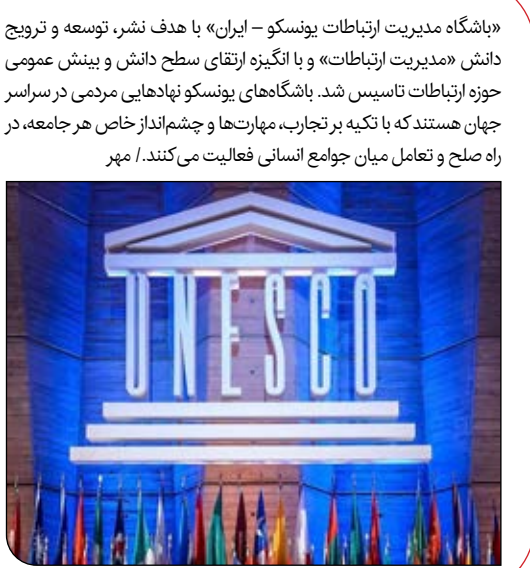 «باشگاه مدیریت ارتباطات یونسکو – ایران» با هدف نشر، توسعه و ترویج
دانش «مدیریت ارتباطات» و با انگیزه ارتقای سطح دانش و بینش عمومی
حوزه ارتباطات تاسیس شد. باشگاه‌های یونسکو نهادهایی مردمی در سراسر
جهان هستند که با تکیه بر تجارب، مهارت‌ها و چشم‌انداز خاص هر جامعه، در
راه صلح و تعامل میان جوامع انسانی فعالیت می‌کنند./ مهر
UNESCO